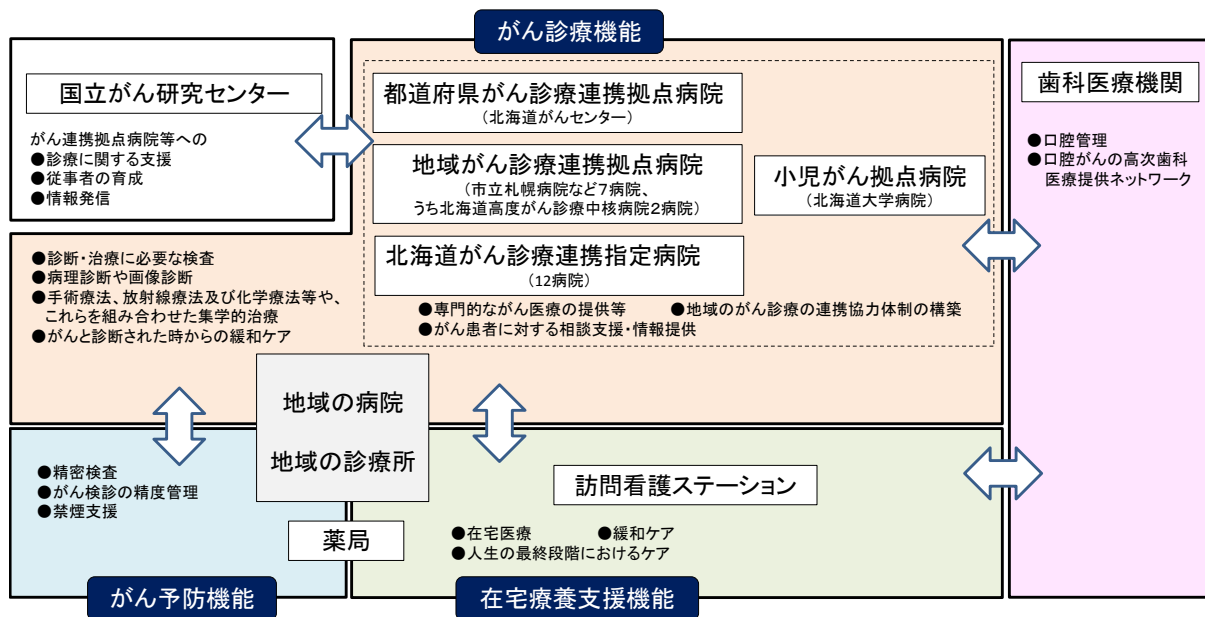 がん診療機能
国立がん研究センター
がん連携拠点病院等への
●診療に関する支援
●従事者の育成
●情報発信
都道府県がん診療連携拠点病院
（北海道がんセンター）
地域がん診療連携拠点病院
（市立札幌病院など7病院、
うち北海道高度がん診療中核病院2病院）
小児がん拠点病院
（北海道大学病院）
北海道がん診療連携指定病院
（12病院）
●専門的ながん医療の提供等
●地域のがん診療の連携協力体制の構築
●がん患者に対する相談支援・情報提供
歯科医療機関
●口腔管理
●口腔がんの高次歯科
医療提供ネットワーク
●診断・治療に必要な検査
●病理診断や画像診断
●手術療法、放射線療法及び化学療法等や、
これらを組み合わせた集学的治療
●がんと診断された時からの緩和ケア
地域の病院
地域の診療所
●精密検査
●がん検診の精度管理
●禁煙支援
薬局
訪問看護ステーション
●在宅医療
●緩和ケア
●人生の最終段階におけるケア
がん予防機能
在宅療養支援機能